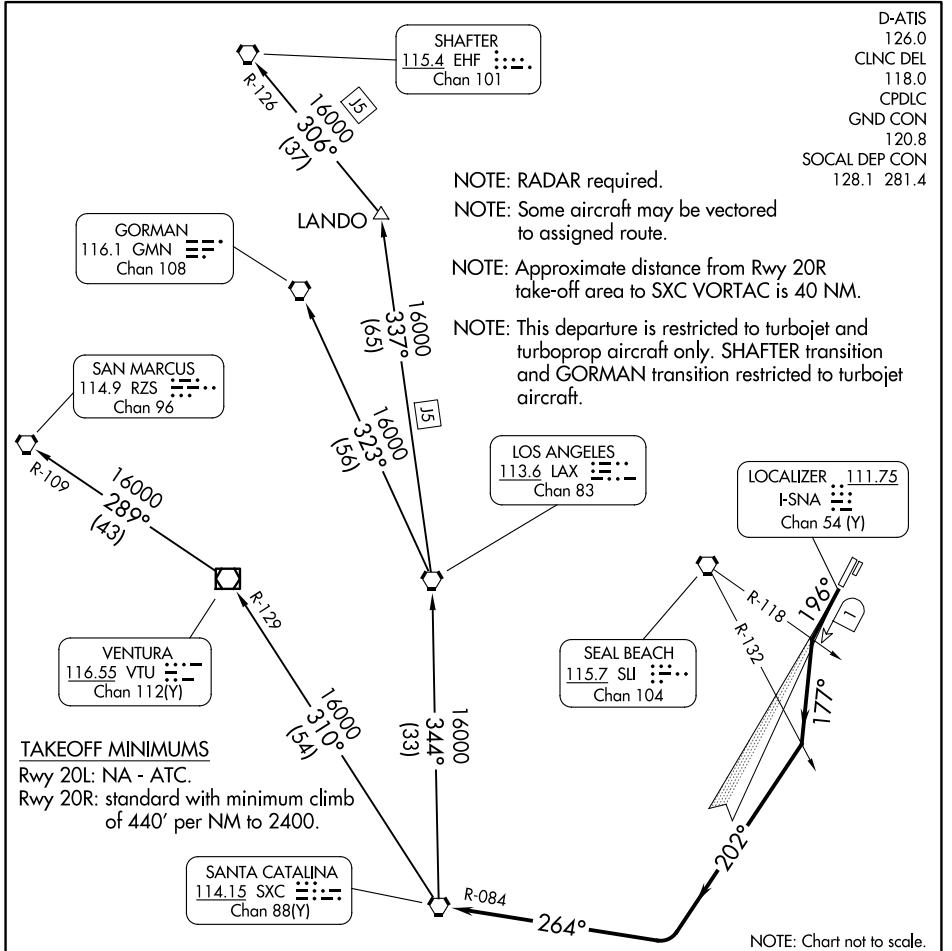 D-ATIS
126.0
CLNC DEL
118.0
CPDLC
GND CON
120.8
SOCAL DEP CON
128.1 281.4
SHAFTER
115.4 EHF
Chan 101
R-126
16000
306°
(37)
J5
NOTE: RADAR required.
NOTE: Some aircraft may be vectored
to assigned route.
NOTE: Approximate distance from Rwy 20R
take-off area to SXC VORTAC is 40 NM.
NOTE: This departure is restricted to turbojet and
turboprop aircraft only. SHAFTER transition
and GORMAN transition restricted to turbojet
aircraft.
LANDO
GORMAN
116.1 GMN
Chan 108
16000
337°
(65)
J5
SAN MARCUS
114.9 RZS
Chan 96
16000
323°
(56)
R-109
16000
289°
(43)
LOS ANGELES
113.6 LAX
Chan 83
LOCALIZER 111.75
I-SNA
Chan 54 (Y)
196°
1
R-118
R-132
177°
R-129
VENTURA
116.55 VTU
Chan 112(Y)
SEAL BEACH
115.7 SLI
Chan 104
16000
310°
(54)
16000
344°
(33)
TAKEOFF MINIMUMS
Rwy 20L: NA - ATC.
Rwy 20R: standard with minimum climb
of 440' per NM to 2400.
202°
SANTA CATALINA
114.15 SXC
Chan 88(Y)
R-084
264°
NOTE: Chart not to scale.